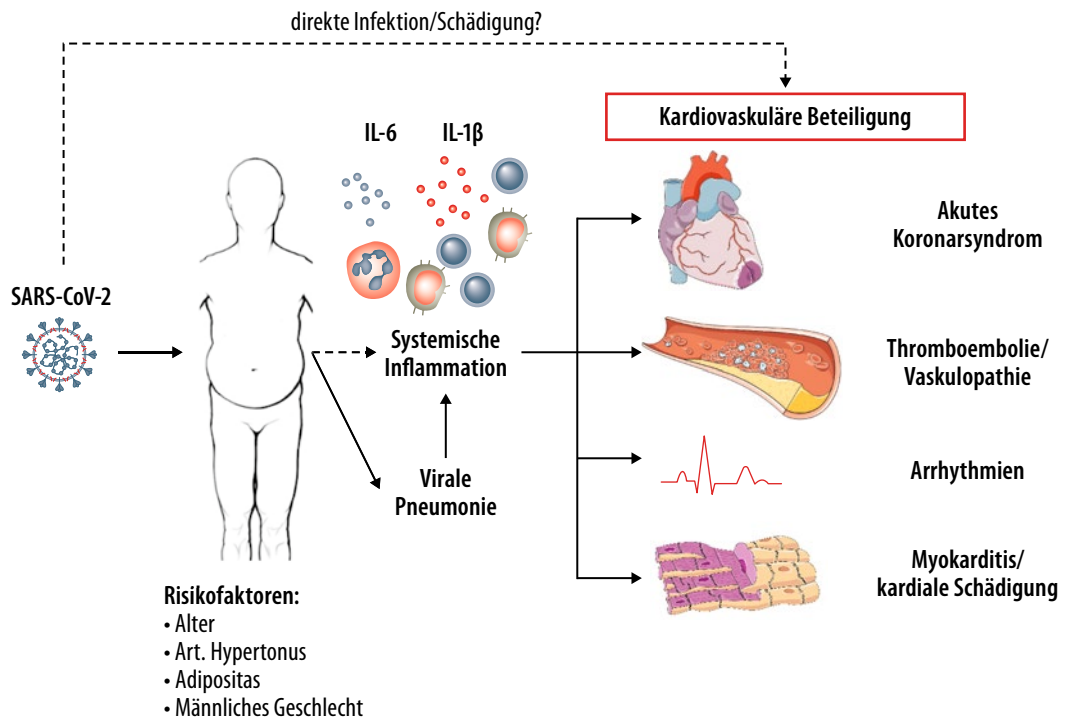 direkte Infektion/Schädigung?
Kardiovaskuläre Beteiligung
IL-6
IL-1β
Akutes
Koronarsyndrom
SARS-CoV-2
Systemische
Inflammation
Thromboembolie/
Vaskulopathie
Virale
Pneumonie
Arrhythmien
Myokarditis/
kardiale Schädigung
Risikofaktoren:
• Alter
• Art. Hypertonus
• Adipositas
• Männliches Geschlecht